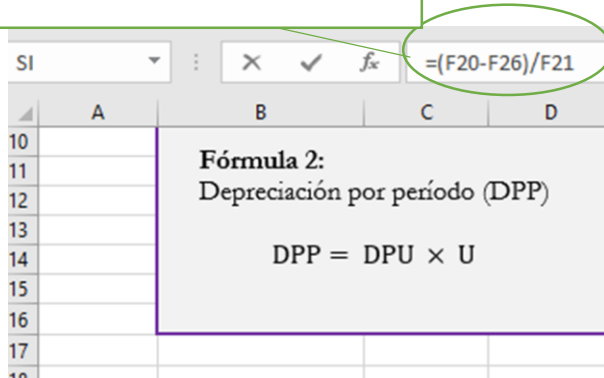 SI
fx
=(F20-F26)/F21
A B C D
10
11
12
13
14
15
16
17
Fórmula 2:
Depreciación por período (DPP)
DPP = DPU × U